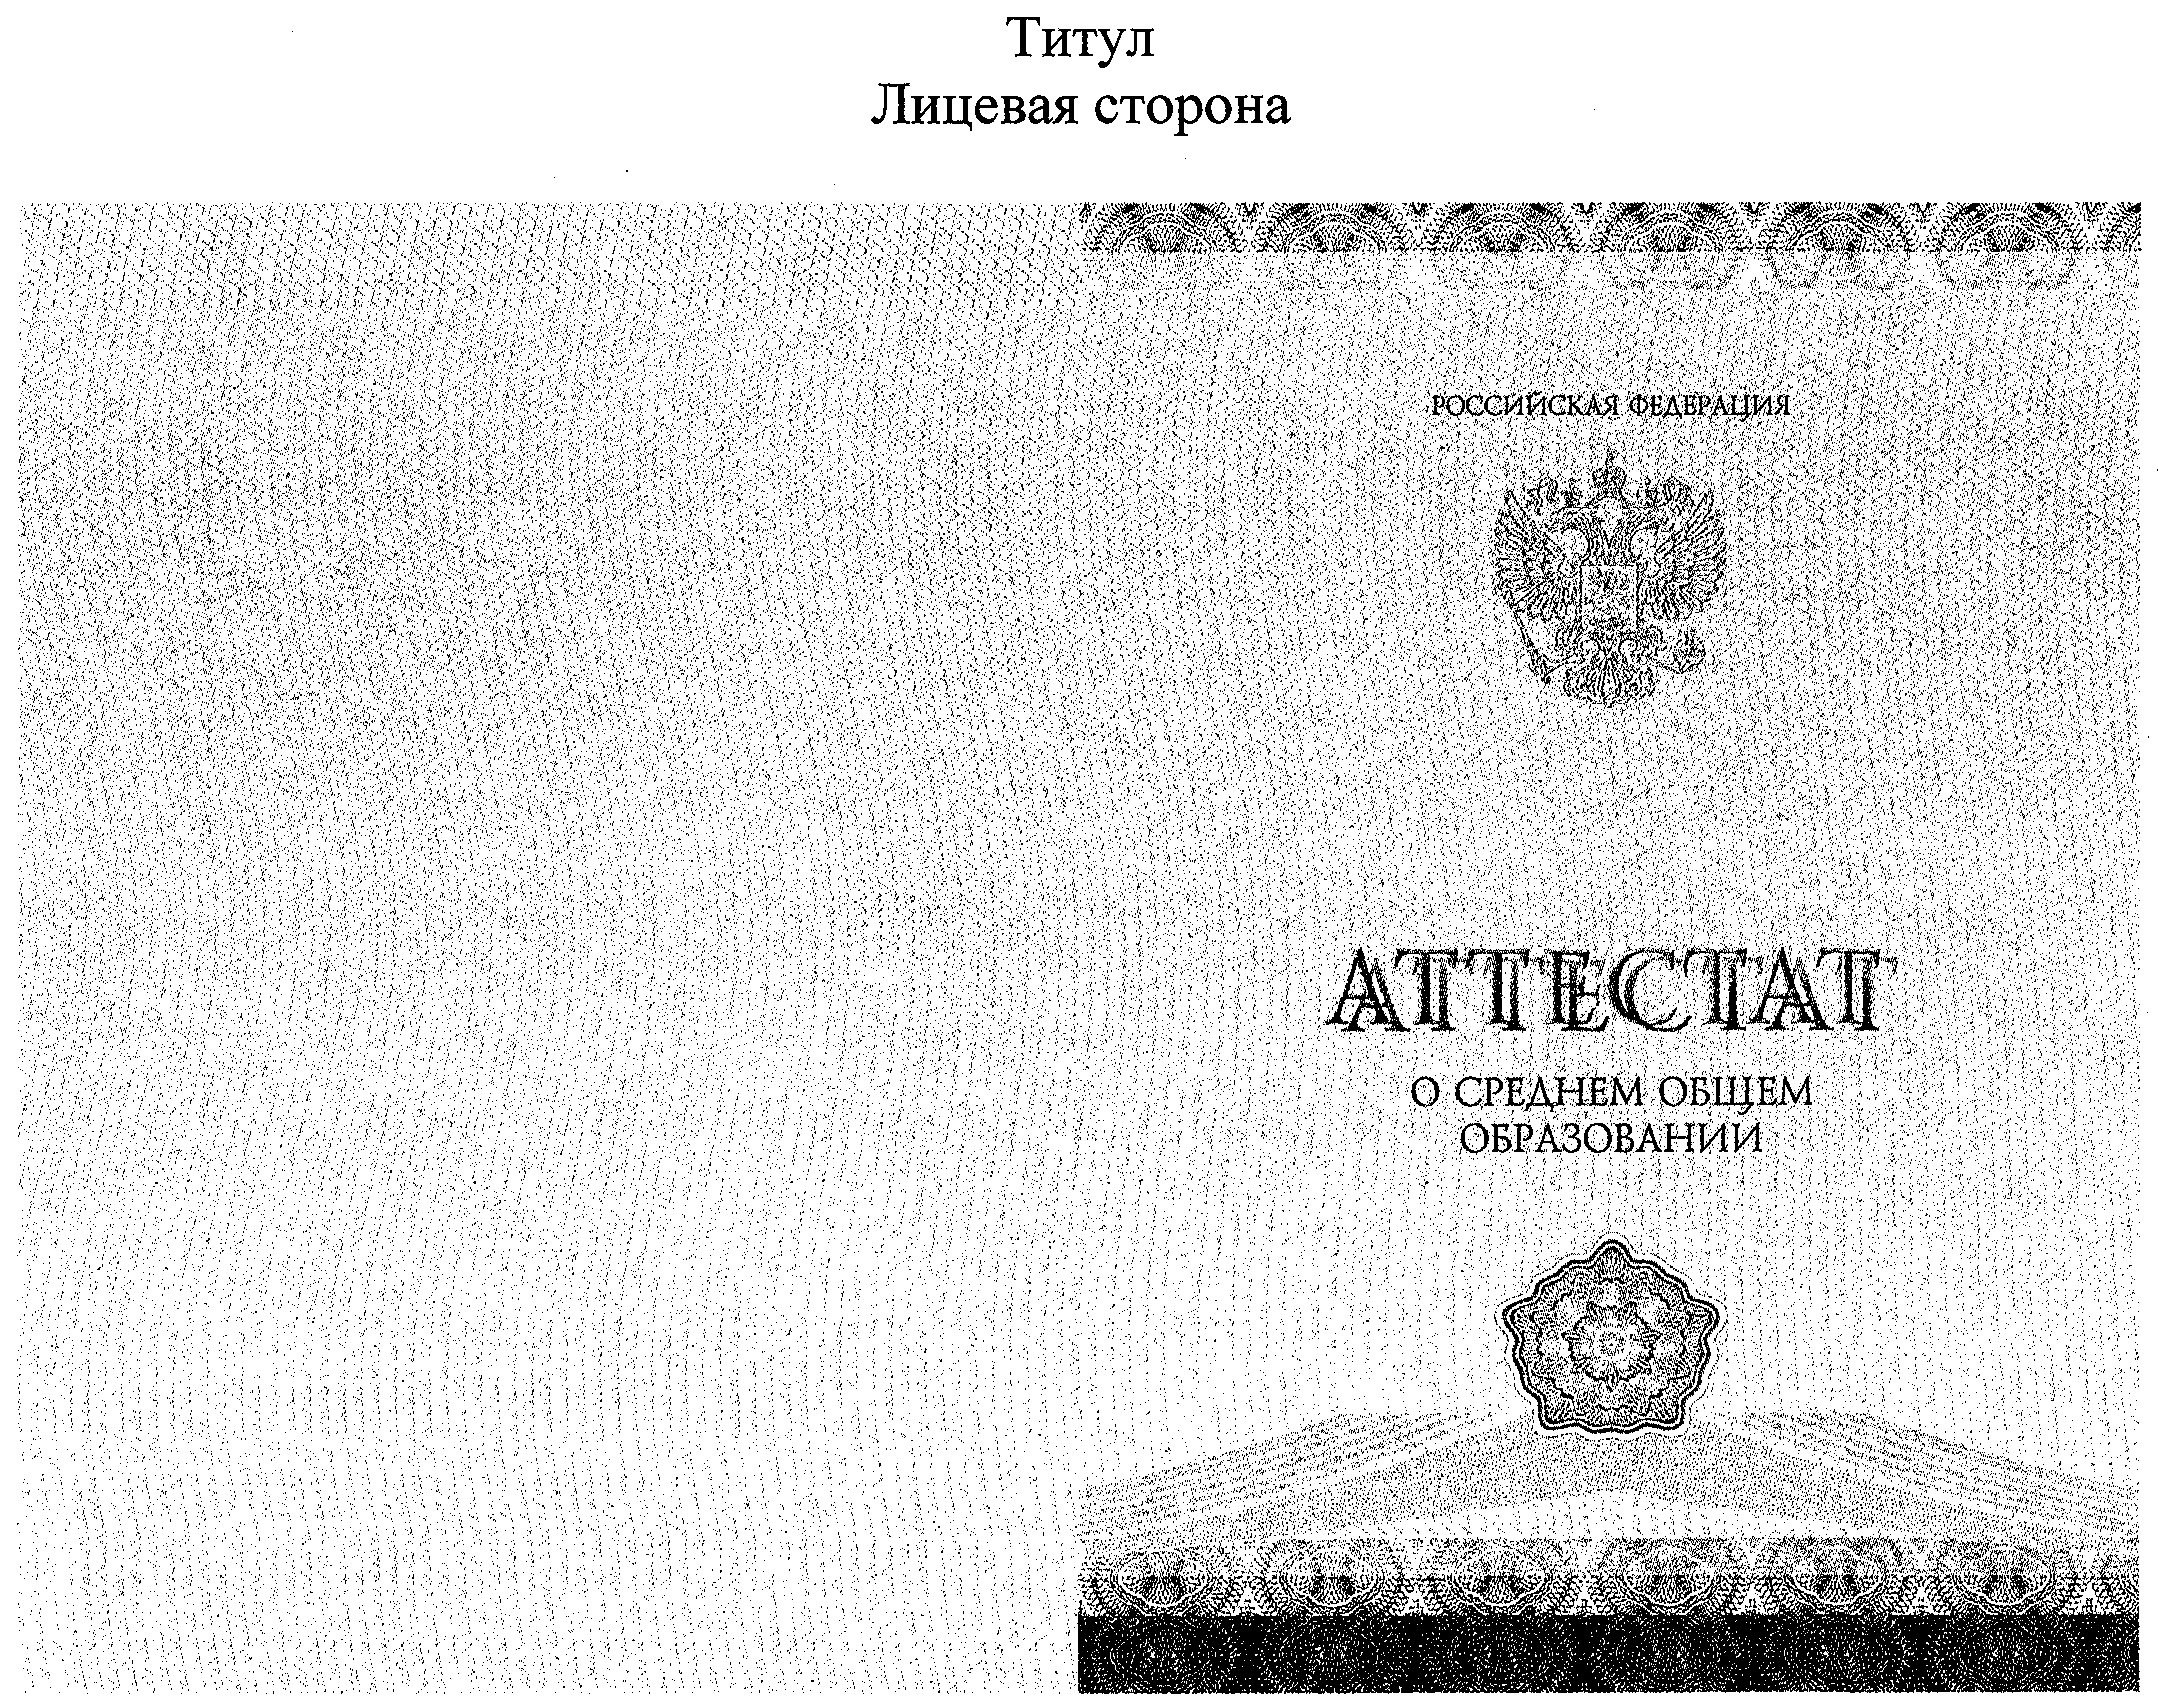 Титул
Лицевая сторона
РОССИЙСКАЯ ФЕДЕРАЦИЯ
АТТЕСТАТ
О СРЕДНЕМ ОБЩЕМ
ОБРАЗОВАНИИ